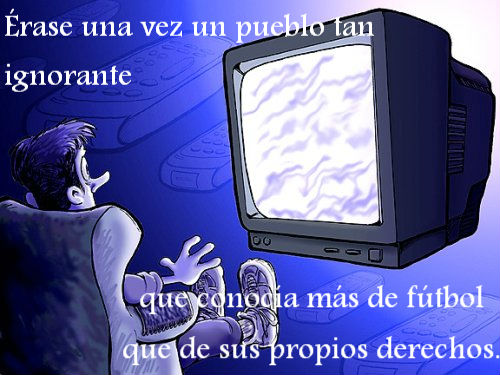 Érase una vez un pueblo tan
ignorante
que conocía más de fútbol
que de sus propios derechos.